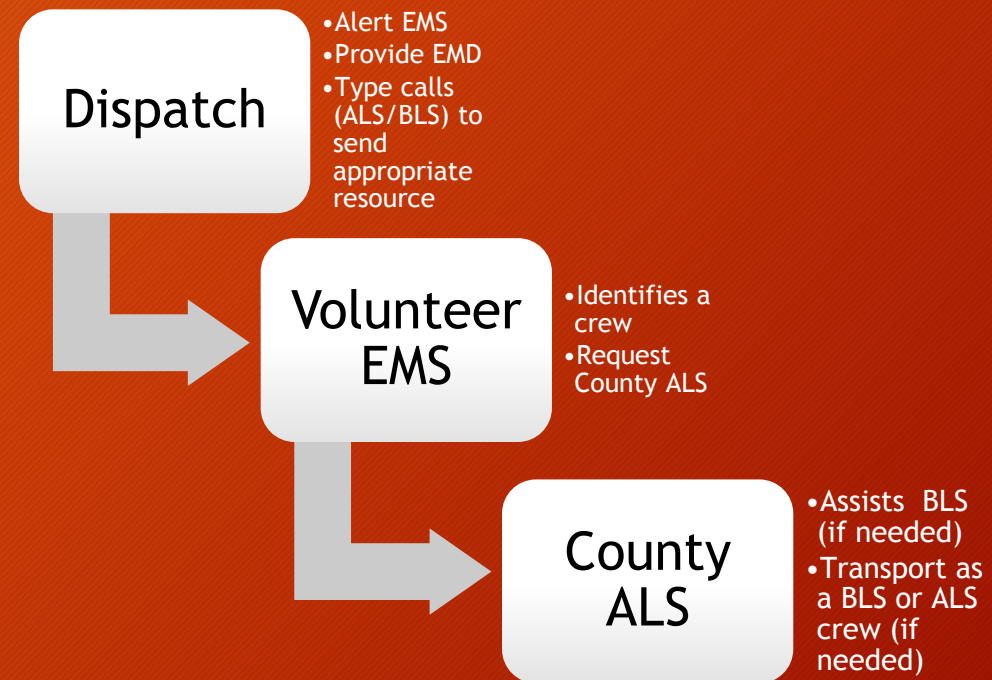 Dispatch
•Alert EMS
•Provide EMD
•Type calls
(ALS/BLS) to
send
appropriate
resource
Volunteer
EMS
•Identifies a
crew
•Request
County ALS
County
ALS
•Assists BLS
(if needed)
•Transport as
a BLS or ALS
crew (if
needed)